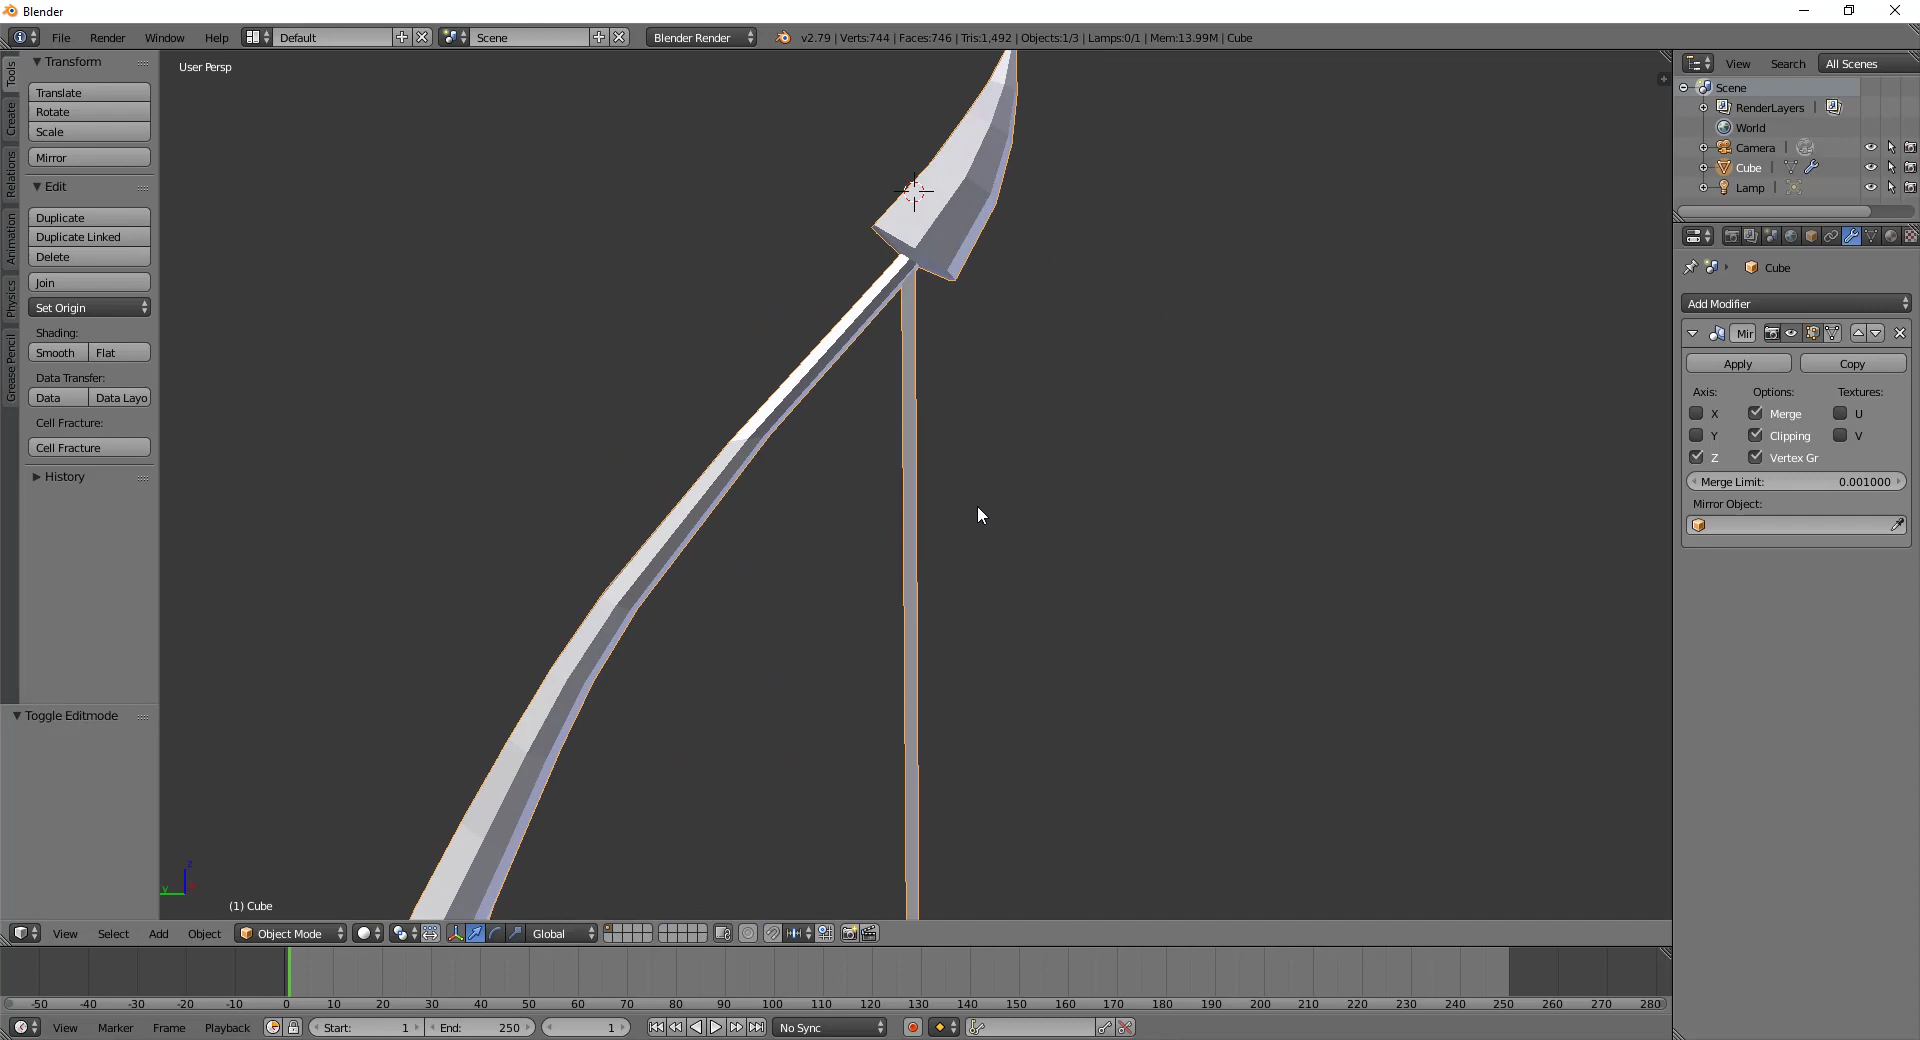 Blender
File Render Window Help Default Scene Blender Render v2.79 | Verts:744 | Faces:746 | Tris:1,492 | Objects:1/3 | Lamps:0/1 | Mem:13.99M | Cube
Tools
Create
Relations
Animation
Physics
Grease Pencil
Transform
Translate
Rotate
Scale
Mirror
Edit
Duplicate
Duplicate Linked
Delete
Join
Set Origin
Shading:
Smooth Flat
Data Transfer:
Data Data Layo
Cell Fracture:
Cell Fracture
History
Toggle Editmode
User Persp
z
y
(1) Cube
View Select Add Object Object Mode Global
-50 -40 -30 -20 -10 0 10 20 30 40 50 60 70 80 90 100 110 120 130 140 150 160 170 180 190 200 210 220 230 240 250 260 270 280
View Marker Frame Playback Start: 1 End: 250 1 No Sync
View Search All Scenes
Scene
RenderLayers |
World
Camera |
Cube |
Lamp |
Cube
Add Modifier
Mir
Apply Copy
Axis: Options: Textures:
X Merge U
Y Clipping V
Z Vertex Gr
Merge Limit: 0.001000
Mirror Object: